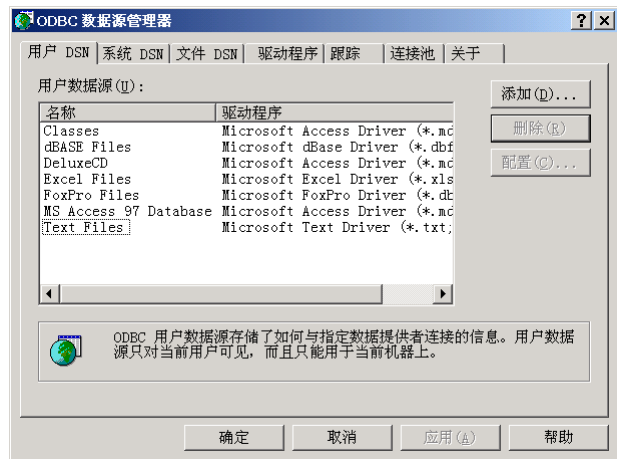 ODBC 数据源管理器
用户 DSN 系统 DSN 文件 DSN 驱动程序 跟踪 连接池 关于
用户数据源(U):
添加(D)...
名称 驱动程序
Classes Microsoft Access Driver (*.md
删除(R)
dBASE Files Microsoft dBase Driver (*.dbf
DeluxeCD Microsoft Access Driver (*.md
配置(C)...
Excel Files Microsoft Excel Driver (*.xls
FoxPro Files Microsoft FoxPro Driver (*.db
MS Access 97 Database Microsoft Access Driver (*.md
Text Files Microsoft Text Driver (*.txt;
ODBC 用户数据源存储了如何与指定数据提供者连接的信息。用户数据
源只对当前用户可见，而且只能用于当前机器上。
确定 取消 应用(A) 帮助